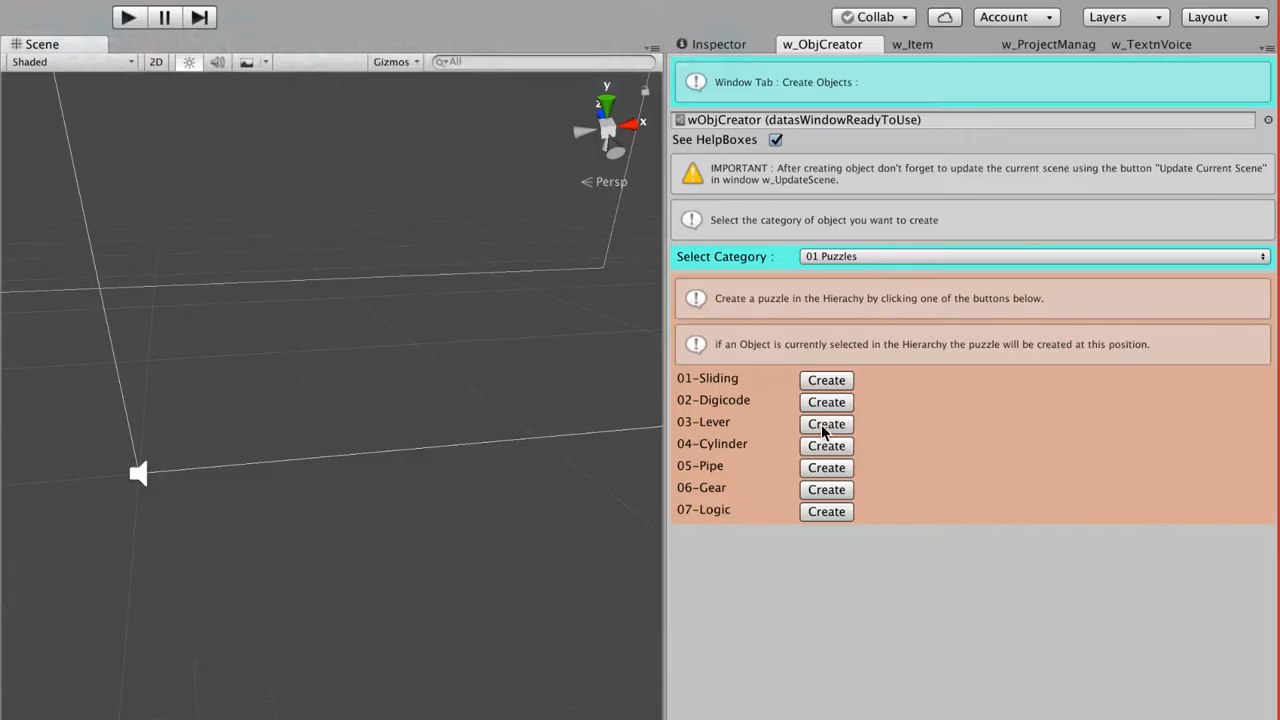 Collab
Account
Layers
Layout
Scene
Inspector
w_ObjCreator
w_Item
w_ProjectManag
w_TextnVoice
Shaded
2D
Gizmos
All
Window Tab : Create Objects :
y
z
x
Persp
wObjCreator (datasWindowReadyToUse)
See HelpBoxes
IMPORTANT : After creating object don't forget to update the current scene using the button "Update Current Scene"
in window w_UpdateScene.
Select the category of object you want to create
Select Category :
01 Puzzles
Create a puzzle in the Hierachy by clicking one of the buttons below.
if an Object is currently selected in the Hierarchy the puzzle will be created at this position.
01-Sliding Create
02-Digicode Create
03-Lever Create
04-Cylinder Create
05-Pipe Create
06-Gear Create
07-Logic Create